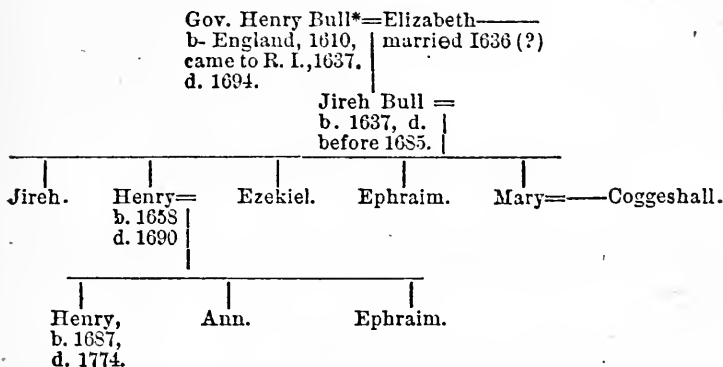 Gov. Henry Bull*=Elizabeth——
b- England, 1610, married 1636 (?)
came to R. I., 1637.
d. 1694.
Jireh Bull =
b. 1637, d.
before 1685.
Jireh. Henry= Ezekiel. Ephraim. Mary=——Coggeshall.
b. 1658
d. 1690
Henry, Ann. Ephraim.
b. 1687,
d. 1774.